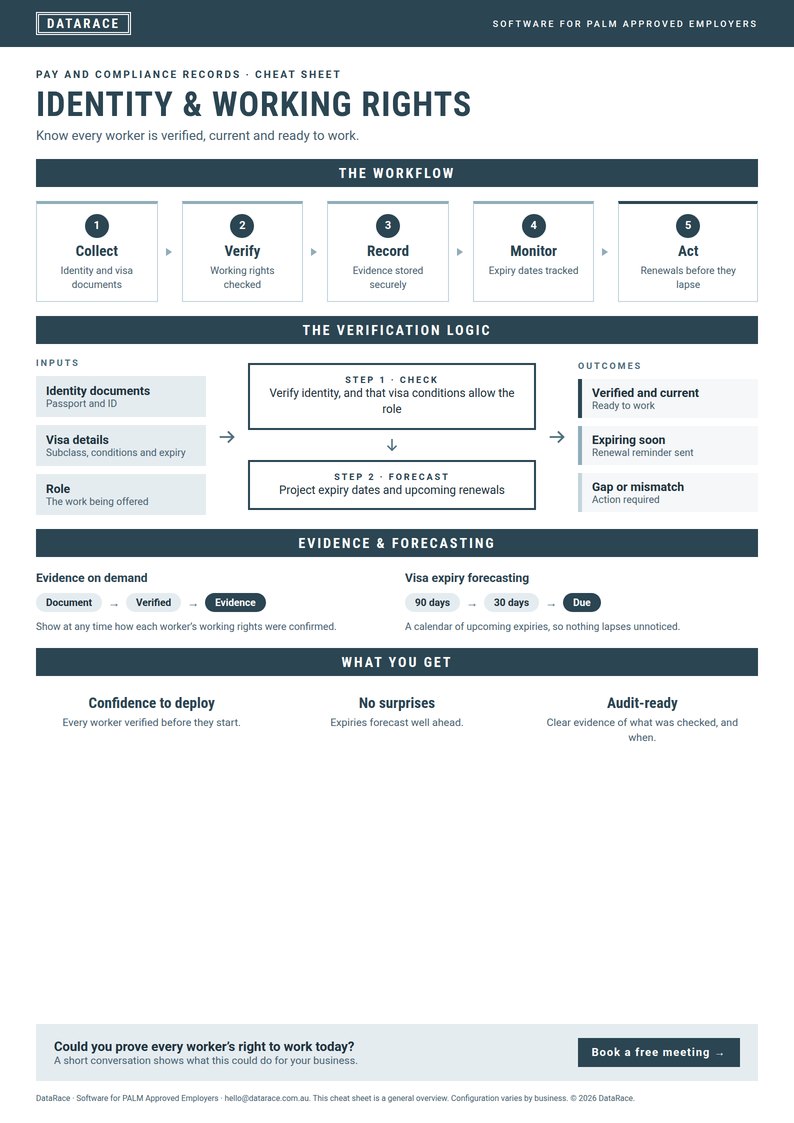 DATARACE
SOFTWARE FOR PALM APPROVED EMPLOYERS
PAY AND COMPLIANCE RECORDS · CHEAT SHEET
IDENTITY & WORKING RIGHTS
Know every worker is verified, current and ready to work.
THE WORKFLOW
1
Collect
Identity and visa
documents
2
Verify
Working rights
checked
3
Record
Evidence stored
securely
4
Monitor
Expiry dates tracked
5
Act
Renewals before they
lapse
THE VERIFICATION LOGIC
INPUTS
Identity documents
Passport and ID
Visa details
Subclass, conditions and expiry
Role
The work being offered
→
STEP 1 · CHECK
Verify identity, and that visa conditions allow the
role
↓
STEP 2 · FORECAST
Project expiry dates and upcoming renewals
→
OUTCOMES
Verified and current
Ready to work
Expiring soon
Renewal reminder sent
Gap or mismatch
Action required
EVIDENCE & FORECASTING
Evidence on demand
Document → Verified → Evidence
Show at any time how each worker's working rights were confirmed.
Visa expiry forecasting
90 days → 30 days → Due
A calendar of upcoming expiries, so nothing lapses unnoticed.
WHAT YOU GET
Confidence to deploy
Every worker verified before they start.
No surprises
Expiries forecast well ahead.
Audit-ready
Clear evidence of what was checked, and
when.
Could you prove every worker's right to work today?
A short conversation shows what this could do for your business.
Book a free meeting →
DataRace · Software for PALM Approved Employers · hello@datarace.com.au. This cheat sheet is a general overview. Configuration varies by business. © 2026 DataRace.